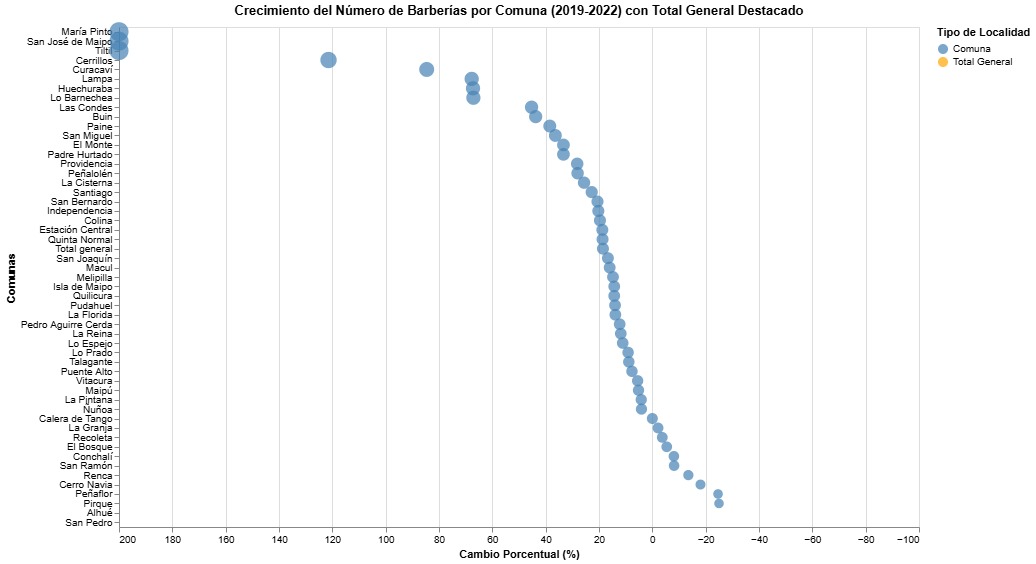 Crecimiento del Número de Barberías por Comuna (2019-2022) con Total General Destacado
Tipo de Localidad
Comuna
Total General
Comunas
María Pinto
San José de Maipo
Tiltil
Cerrillos
Curacaví
Lampa
Huechuraba
Lo Barnechea
Las Condes
Buin
Paine
San Miguel
El Monte
Padre Hurtado
Providencia
Peñalolén
La Cisterna
Santiago
San Bernardo
Independencia
Colina
Estación Central
Quinta Normal
Total general
San Joaquín
Macul
Melipilla
Isla de Maipo
Quilicura
Pudahuel
La Florida
Pedro Aguirre Cerda
La Reina
Lo Espejo
Lo Prado
Talagante
Puente Alto
Vitacura
Maipú
La Pintana
Ñuñoa
Calera de Tango
La Granja
Recoleta
El Bosque
Conchalí
San Ramón
Renca
Cerro Navia
Peñaflor
Pirque
Alhué
San Pedro
200 180 160 140 120 100 80 60 40 20 0 −20 −40 −60 −80 −100
Cambio Porcentual (%)